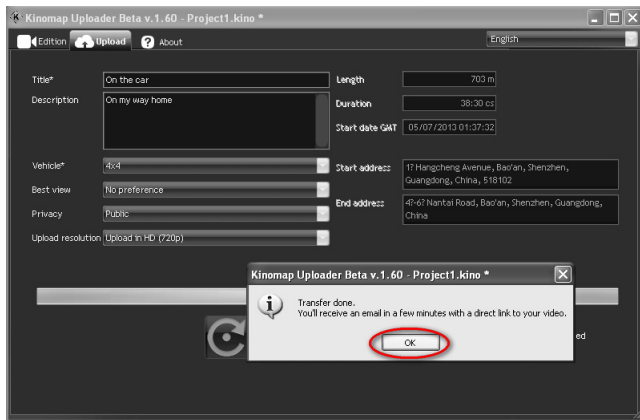 Kinomap Uploader Beta v.1.60 - Project1.kino *
Edition Upload ? About English
Title* On the car Length 703 m
Description On my way home Duration 38:30 cs
Start date GMT 05/07/2013 01:37:32
Vehicle* 4x4 Start address 1? Hangcheng Avenue, Bao'an, Shenzhen,
Guangdong, China, 518102
Best view No preference
End address 4?-6? Nantai Road, Bao'an, Shenzhen, Guangdong,
China
Privacy Public
Upload resolution Upload in HD (720p)
Kinomap Uploader Beta v.1.60 - Project1.kino *
Transfer done.
You'll receive an email in a few minutes with a direct link to your video.
OK
ed